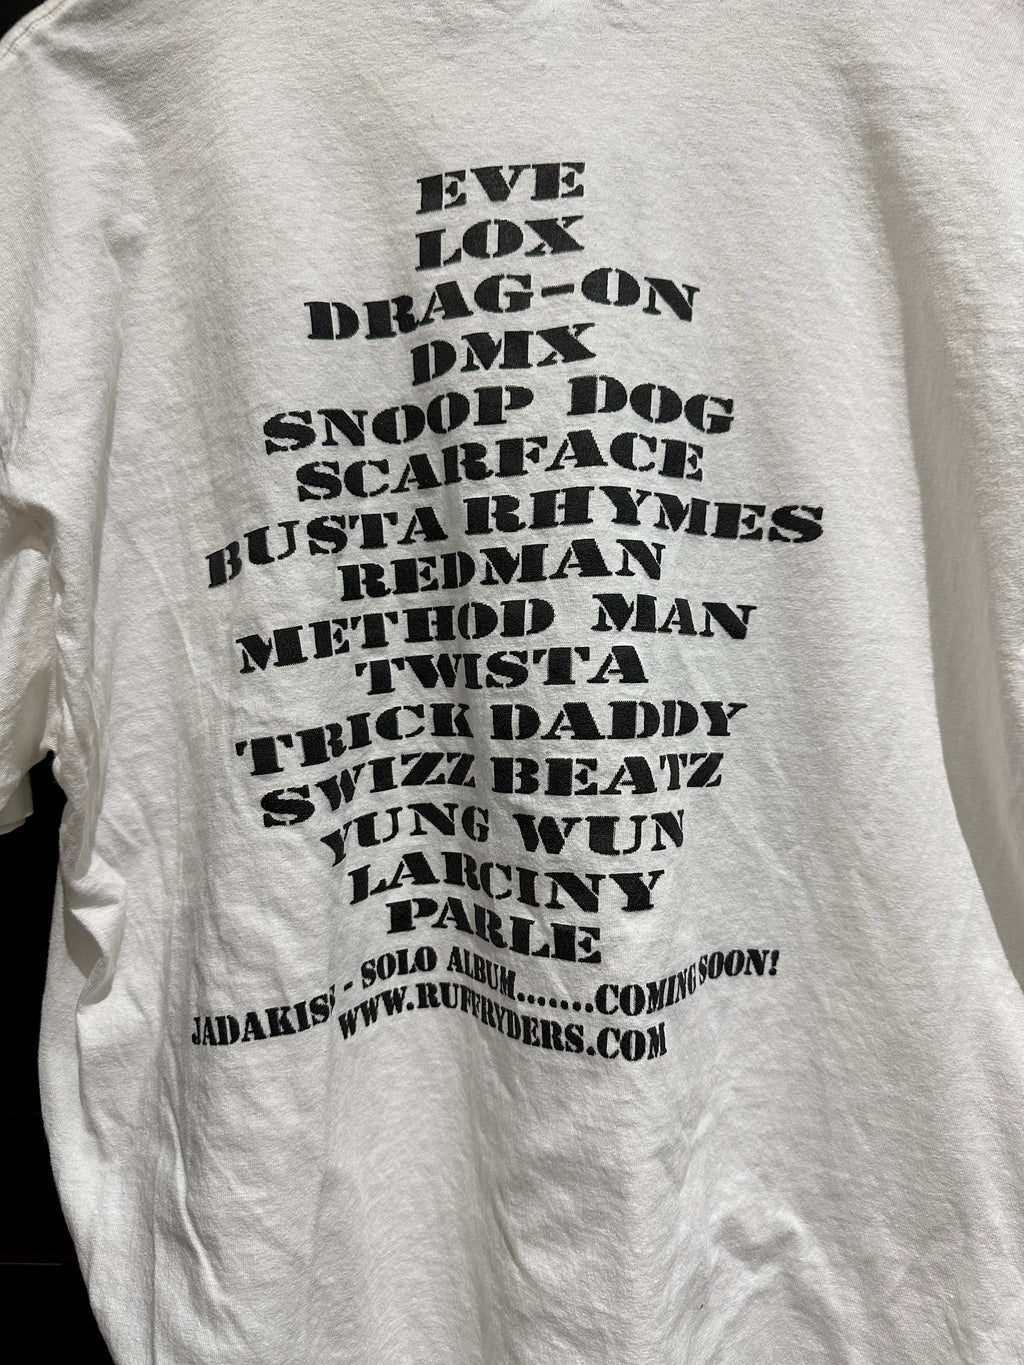 EVE
LOX
DRAG-ON
DMX
SNOOP DOG
SCARFACE
BUSTA RHYMES
REDMAN
METHOD MAN
TWISTA
TRICK DADDY
SWIZZ BEATZ
YUNG WUN
LARCINY
PARLE
JADAKISS - SOLO ALBUM.......COMING SOON!
WWW.RUFFRYDERS.COM